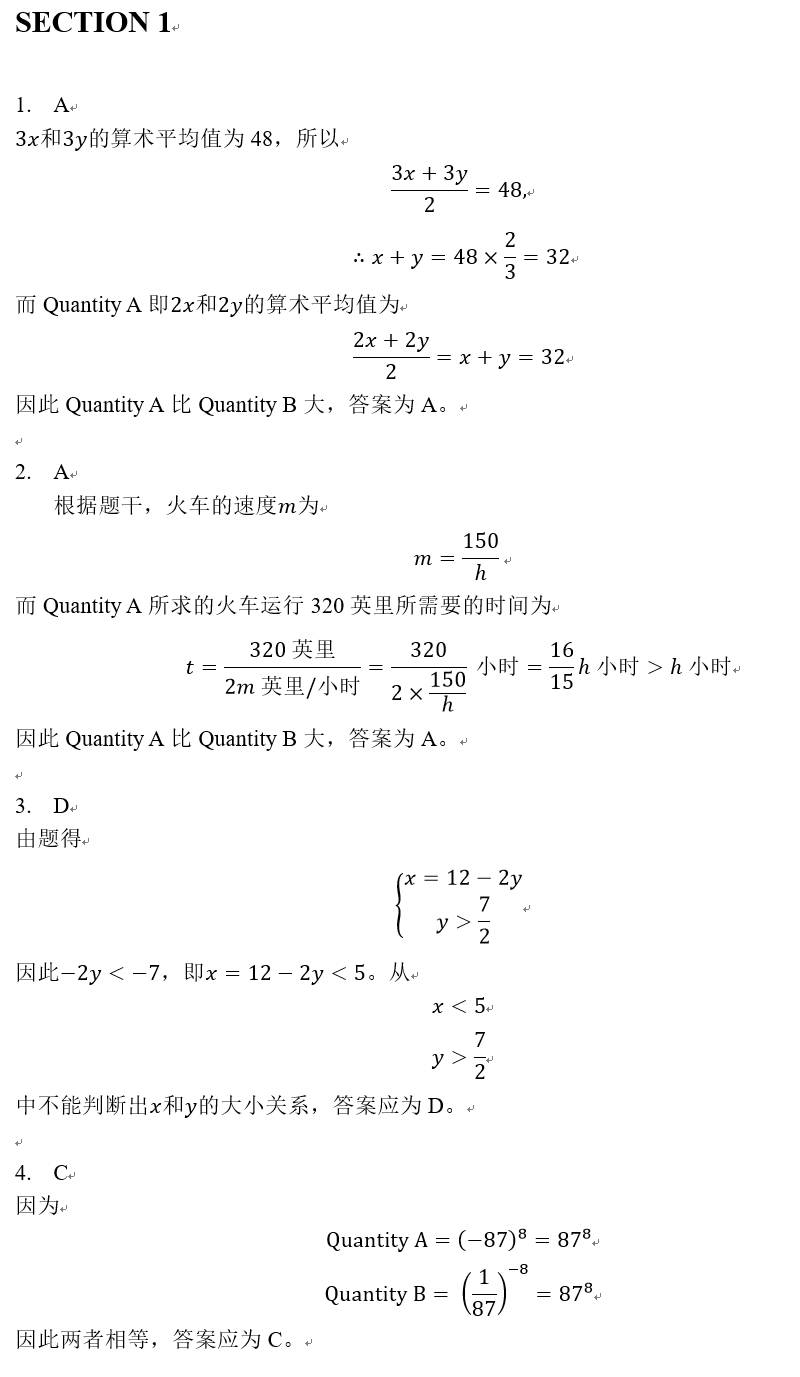 SECTION 1
1. A
3x和3y的算术平均值为 48，所以
(3x + 3y)/2 = 48,
∴ x + y = 48 × 2/3 = 32
而 Quantity A 即2x和2y的算术平均值为
(2x + 2y)/2 = x + y = 32
因此 Quantity A 比 Quantity B 大，答案为 A。
2. A
根据题干，火车的速度m为
m = 150/h
而 Quantity A 所求的火车运行 320 英里所需要的时间为
t = 320 英里/(2m 英里/小时) = 320/(2 × 150/h) 小时 = 16/15 h 小时 > h 小时
因此 Quantity A 比 Quantity B 大，答案为 A。
3. D
由题得
{x = 12 − 2y
y > 7/2
因此−2y < −7，即x = 12 − 2y < 5。从
x < 5
y > 7/2
中不能判断出x和y的大小关系，答案应为 D。
4. C
因为
Quantity A = (−87)⁸ = 87⁸
Quantity B = (1/87)⁻⁸ = 87⁸
因此两者相等，答案应为 C。